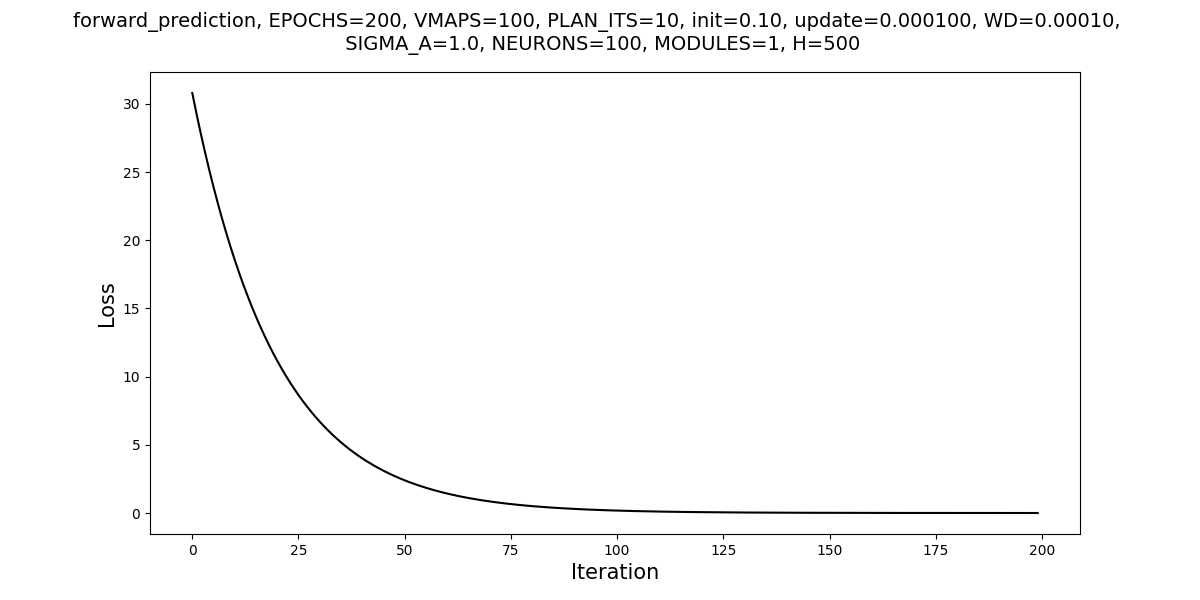 forward_prediction, EPOCHS=200, VMAPS=100, PLAN_ITS=10, init=0.10, update=0.000100, WD=0.00010,
SIGMA_A=1.0, NEURONS=100, MODULES=1, H=500
30
25
20
15
10
5
0
Loss
0 25 50 75 100 125 150 175 200
Iteration